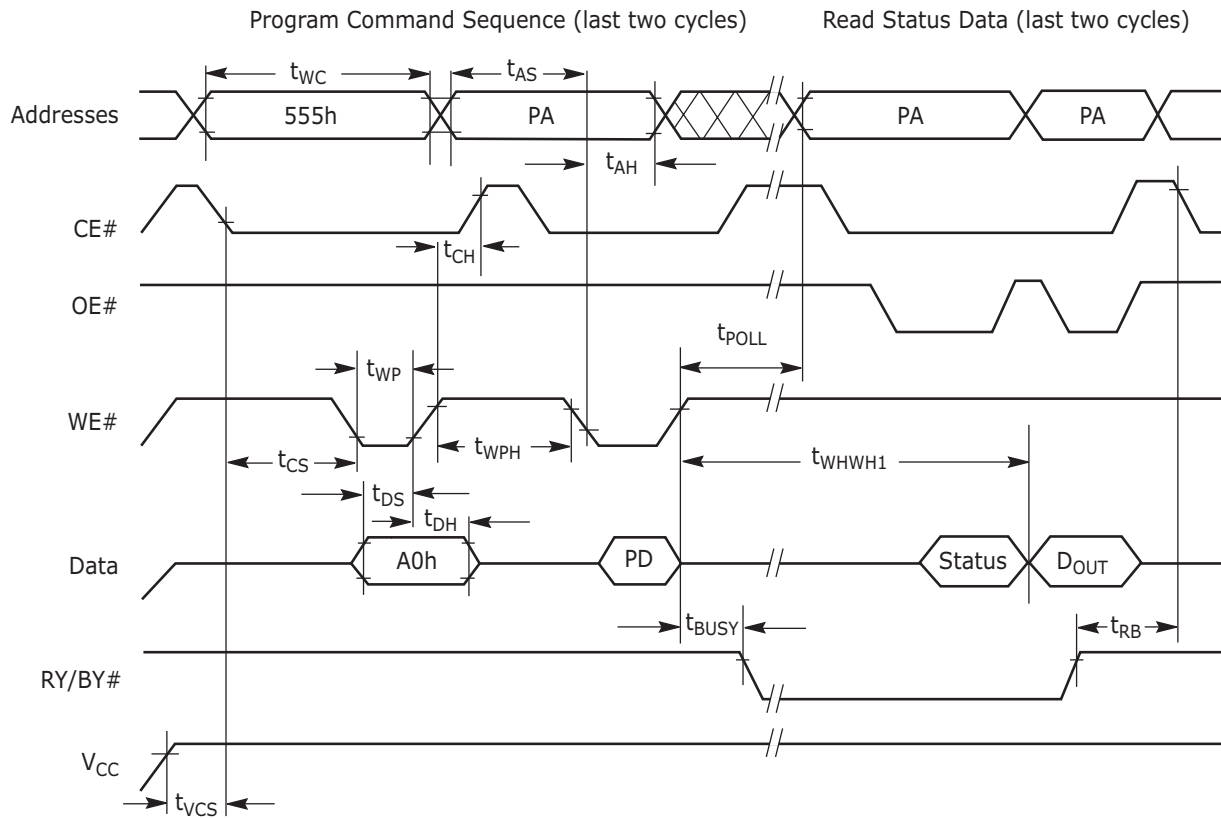 Program Command Sequence (last two cycles)
Read Status Data (last two cycles)
tWC
tAS
Addresses
555h
PA
PA
PA
tAH
CE#
tCH
OE#
tPOLL
tWP
WE#
tWPH
tCS
tWHWH1
tDS
tDH
Data
A0h
PD
Status
DOUT
tBUSY
tRB
RY/BY#
VCC
tVCS